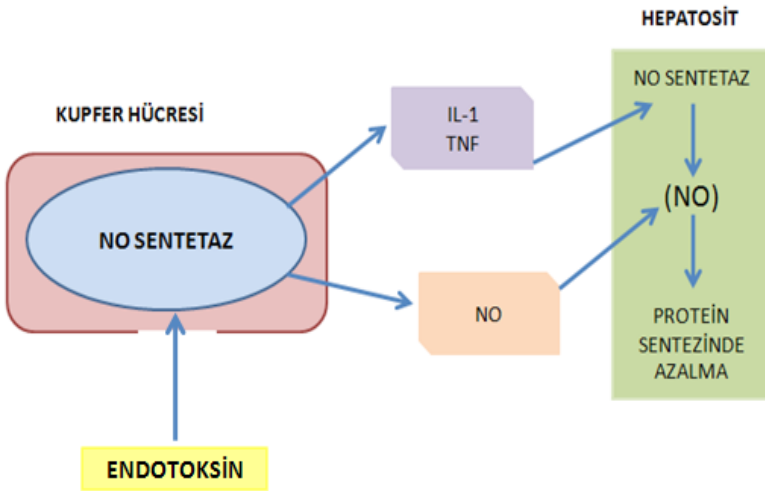 HEPATOSİT
KUPFER HÜCRESİ
NO SENTETAZ
ENDOTOKSİN
IL-1
TNF
NO
NO SENTETAZ
(NO)
PROTEİN
SENTEZİNDE
AZALMA